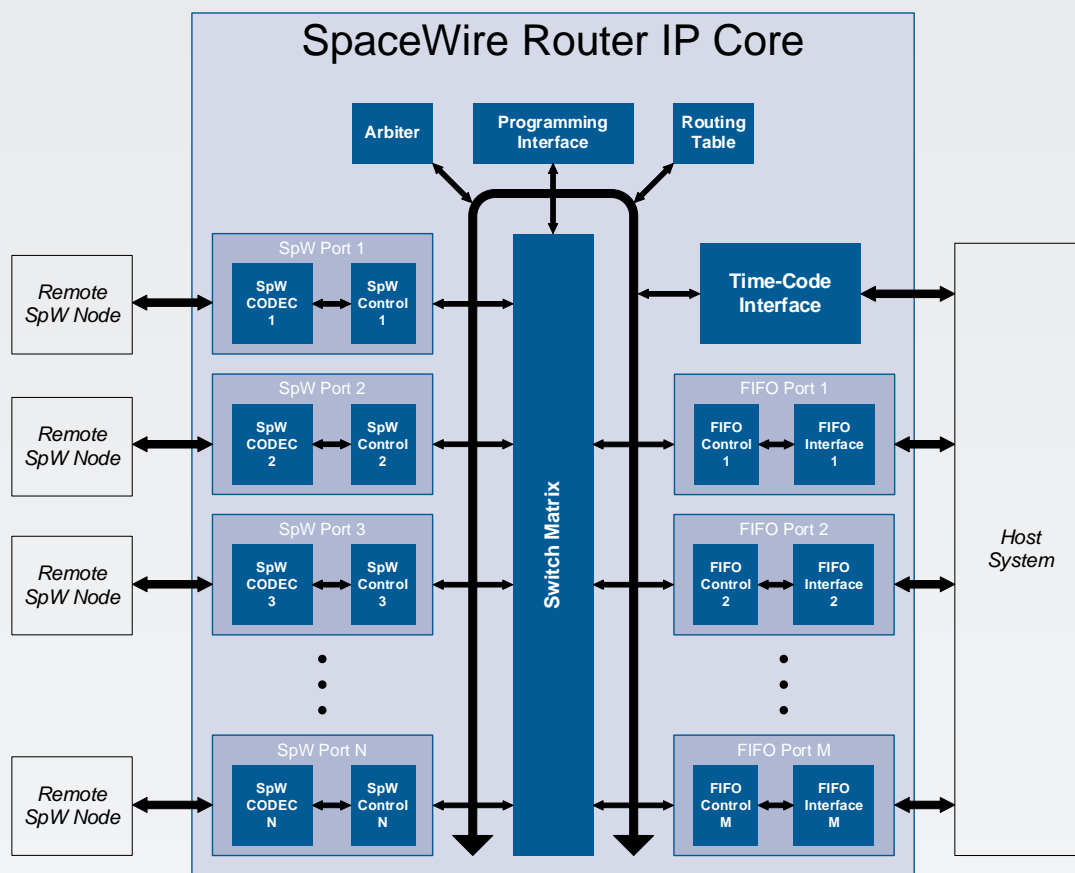 SpaceWire Router IP Core
Arbiter
Programming
Interface
Routing
Table
SpW Port 1
SpW
CODEC
1
SpW
Control
1
Remote
SpW Node
Time-Code
Interface
SpW Port 2
SpW
CODEC
2
SpW
Control
2
Remote
SpW Node
FIFO Port 1
FIFO
Control
1
FIFO
Interface
1
SpW Port 3
SpW
CODEC
3
SpW
Control
3
Remote
SpW Node
Switch Matrix
FIFO Port 2
FIFO
Control
2
FIFO
Interface
2
Host
System
SpW Port N
SpW
CODEC
N
SpW
Control
N
Remote
SpW Node
FIFO Port M
FIFO
Control
M
FIFO
Interface
M